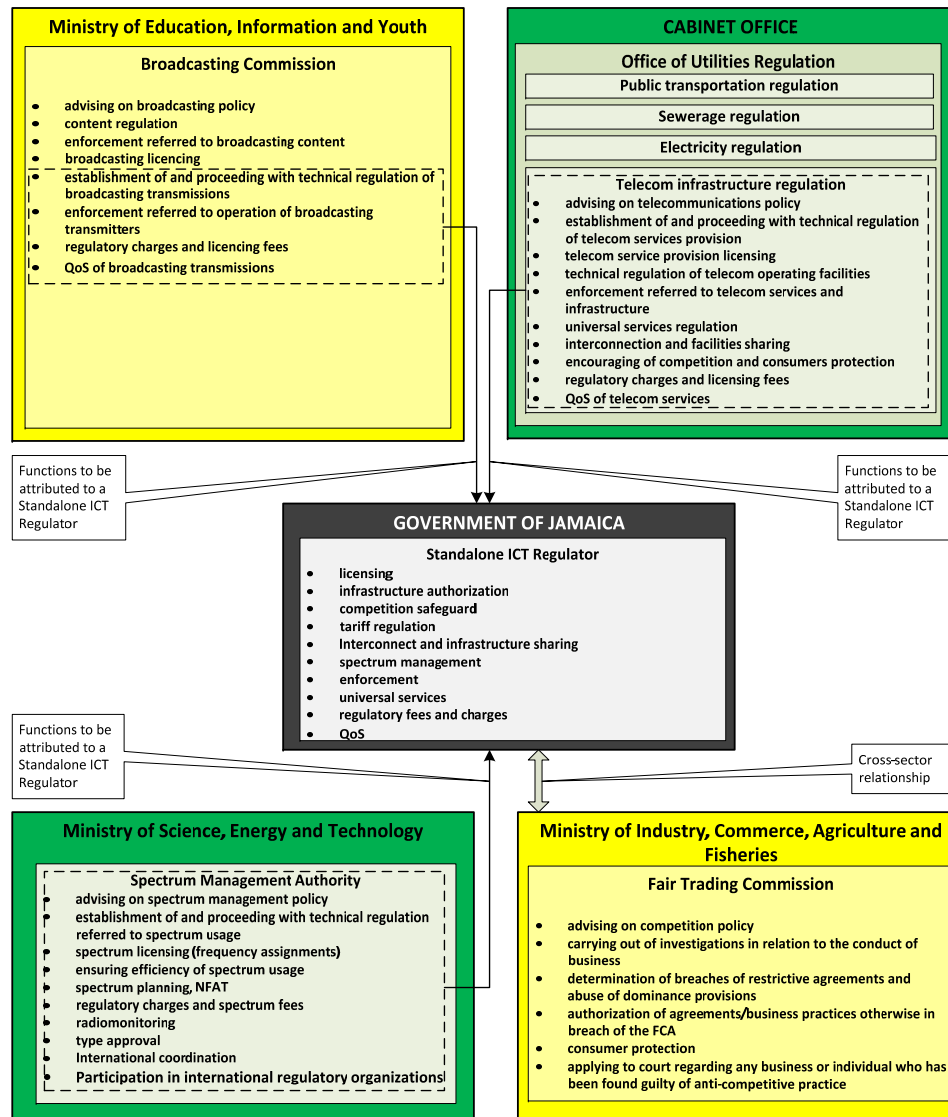 Ministry of Education, Information and Youth
Broadcasting Commission
• advising on broadcasting policy
• content regulation
• enforcement referred to broadcasting content
• broadcasting licencing
• establishment of and proceeding with technical regulation of
broadcasting transmissions
• enforcement referred to operation of broadcasting
transmitters
• regulatory charges and licencing fees
• QoS of broadcasting transmissions
CABINET OFFICE
Office of Utilities Regulation
Public transportation regulation
Sewerage regulation
Electricity regulation
Telecom infrastructure regulation
• advising on telecommunications policy
• establishment of and proceeding with technical regulation
of telecom services provision
• telecom service provision licensing
• technical regulation of telecom operating facilities
• enforcement referred to telecom services and
infrastructure
• universal services regulation
• interconnection and facilities sharing
• encouraging of competition and consumers protection
• regulatory charges and licensing fees
• QoS of telecom services
Functions to be
attributed to a
Standalone ICT
Regulator
Functions to be
attributed to a
Standalone ICT
Regulator
GOVERNMENT OF JAMAICA
Standalone ICT Regulator
• licensing
• infrastructure authorization
• competition safeguard
• tariff regulation
• Interconnect and infrastructure sharing
• spectrum management
• enforcement
• universal services
• regulatory fees and charges
• QoS
Functions to be
attributed to a
Standalone ICT
Regulator
Cross-sector
relationship
Ministry of Science, Energy and Technology
Spectrum Management Authority
• advising on spectrum management policy
• establishment of and proceeding with technical regulation
referred to spectrum usage
• spectrum licensing (frequency assignments)
• ensuring efficiency of spectrum usage
• spectrum planning, NFAT
• regulatory charges and spectrum fees
• radiomonitoring
• type approval
• International coordination
• Participation in international regulatory organizations
Ministry of Industry, Commerce, Agriculture and
Fisheries
Fair Trading Commission
• advising on competition policy
• carrying out of investigations in relation to the conduct of
business
• determination of breaches of restrictive agreements and
abuse of dominance provisions
• authorization of agreements/business practices otherwise in
breach of the FCA
• consumer protection
• applying to court regarding any business or individual who has
been found guilty of anti-competitive practice